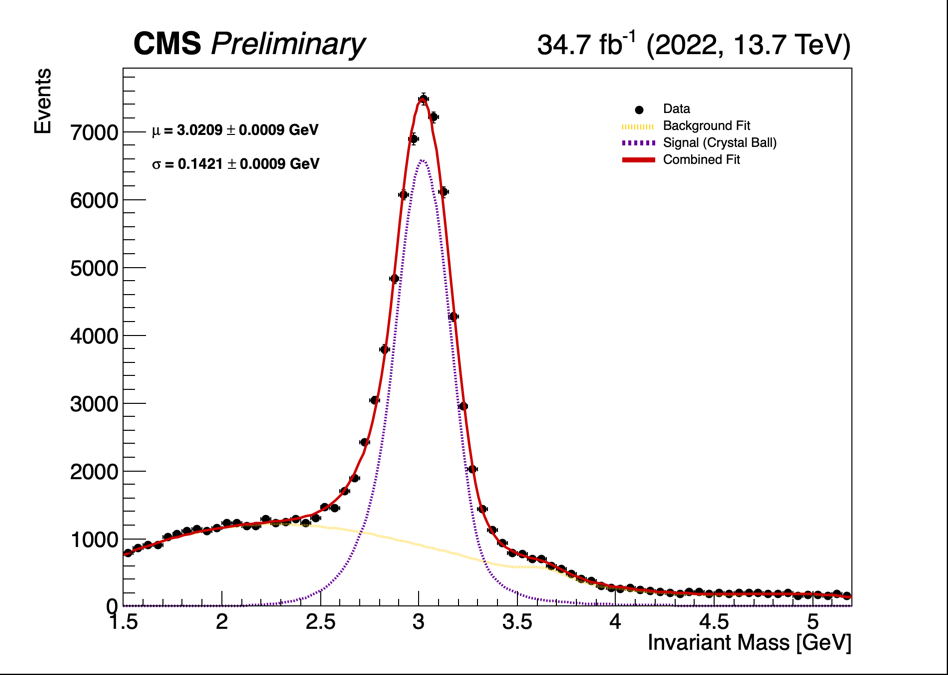 CMS Preliminary 34.7 fb⁻¹ (2022, 13.7 TeV)
Events
μ = 3.0209 ± 0.0009 GeV
σ = 0.1421 ± 0.0009 GeV
Data
Background Fit
Signal (Crystal Ball)
Combined Fit
7000
6000
5000
4000
3000
2000
1000
0
1.5 2 2.5 3 3.5 4 4.5 5
Invariant Mass [GeV]